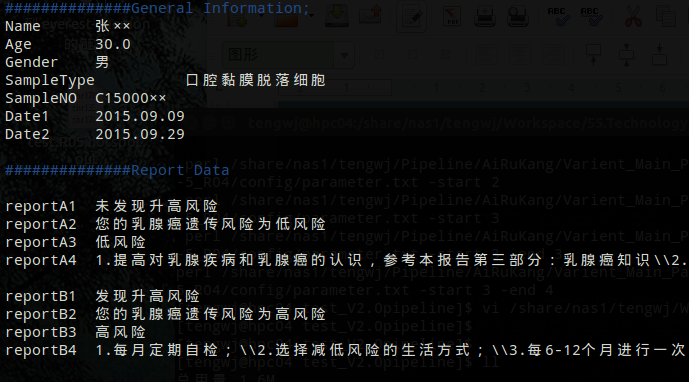 ##############General Information;
Name 张××
Age 30.0
Gender 男
SampleType 口腔黏膜脱落细胞
SampleNO C15000××
Date1 2015.09.09
Date2 2015.09.29
##############Report Data
reportA1 未发现升高风险
reportA2 您的乳腺癌遗传风险为低风险
reportA3 低风险
reportA4 1.提高对乳腺疾病和乳腺癌的认识，参考本报告第三部分：乳腺癌知识\\2.
reportB1 发现升高风险
reportB2 您的乳腺癌遗传风险为高风险
reportB3 高风险
reportB4 1.每月定期自检；\\2.选择减低风险的生活方式；\\3.每6-12个月进行一次